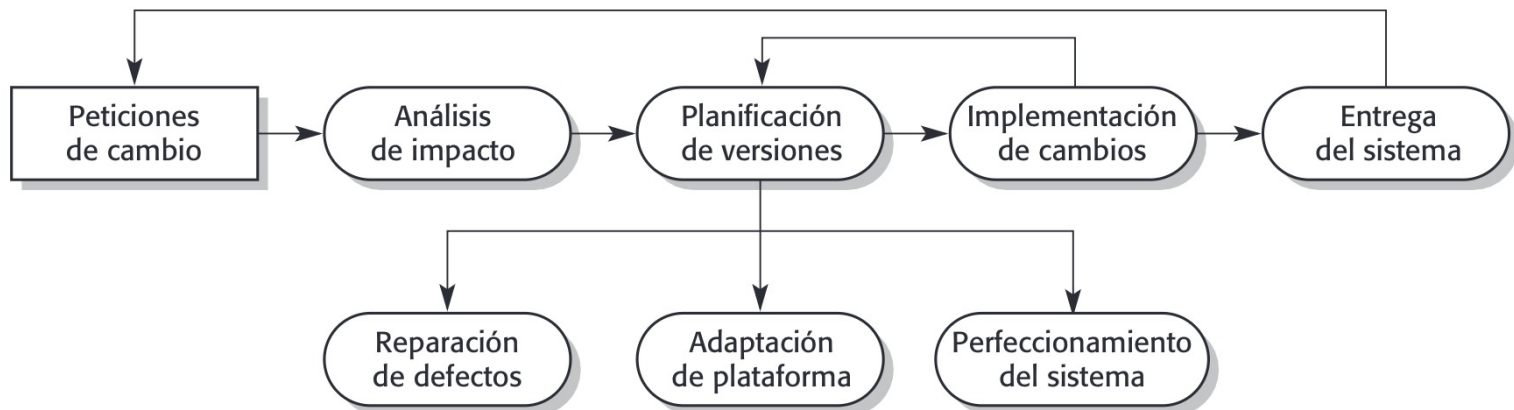 Peticiones
de cambio
Análisis
de impacto
Planificación
de versiones
Implementación
de cambios
Entrega
del sistema
Reparación
de defectos
Adaptación
de plataforma
Perfeccionamiento
del sistema